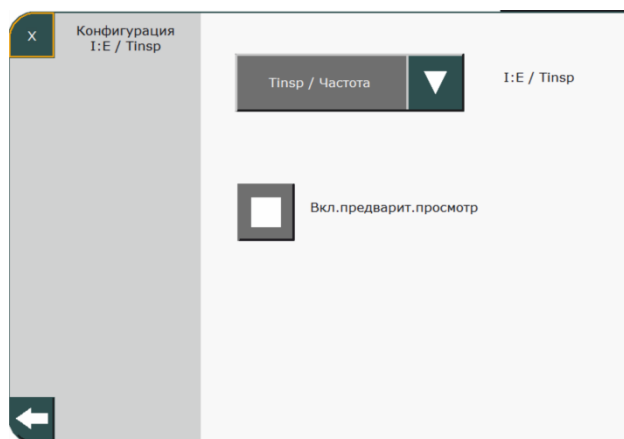 X
Конфигурация
I:E / Tinsp
Tinsp / Частота
I:E / Tinsp
Вкл.предварит.просмотр